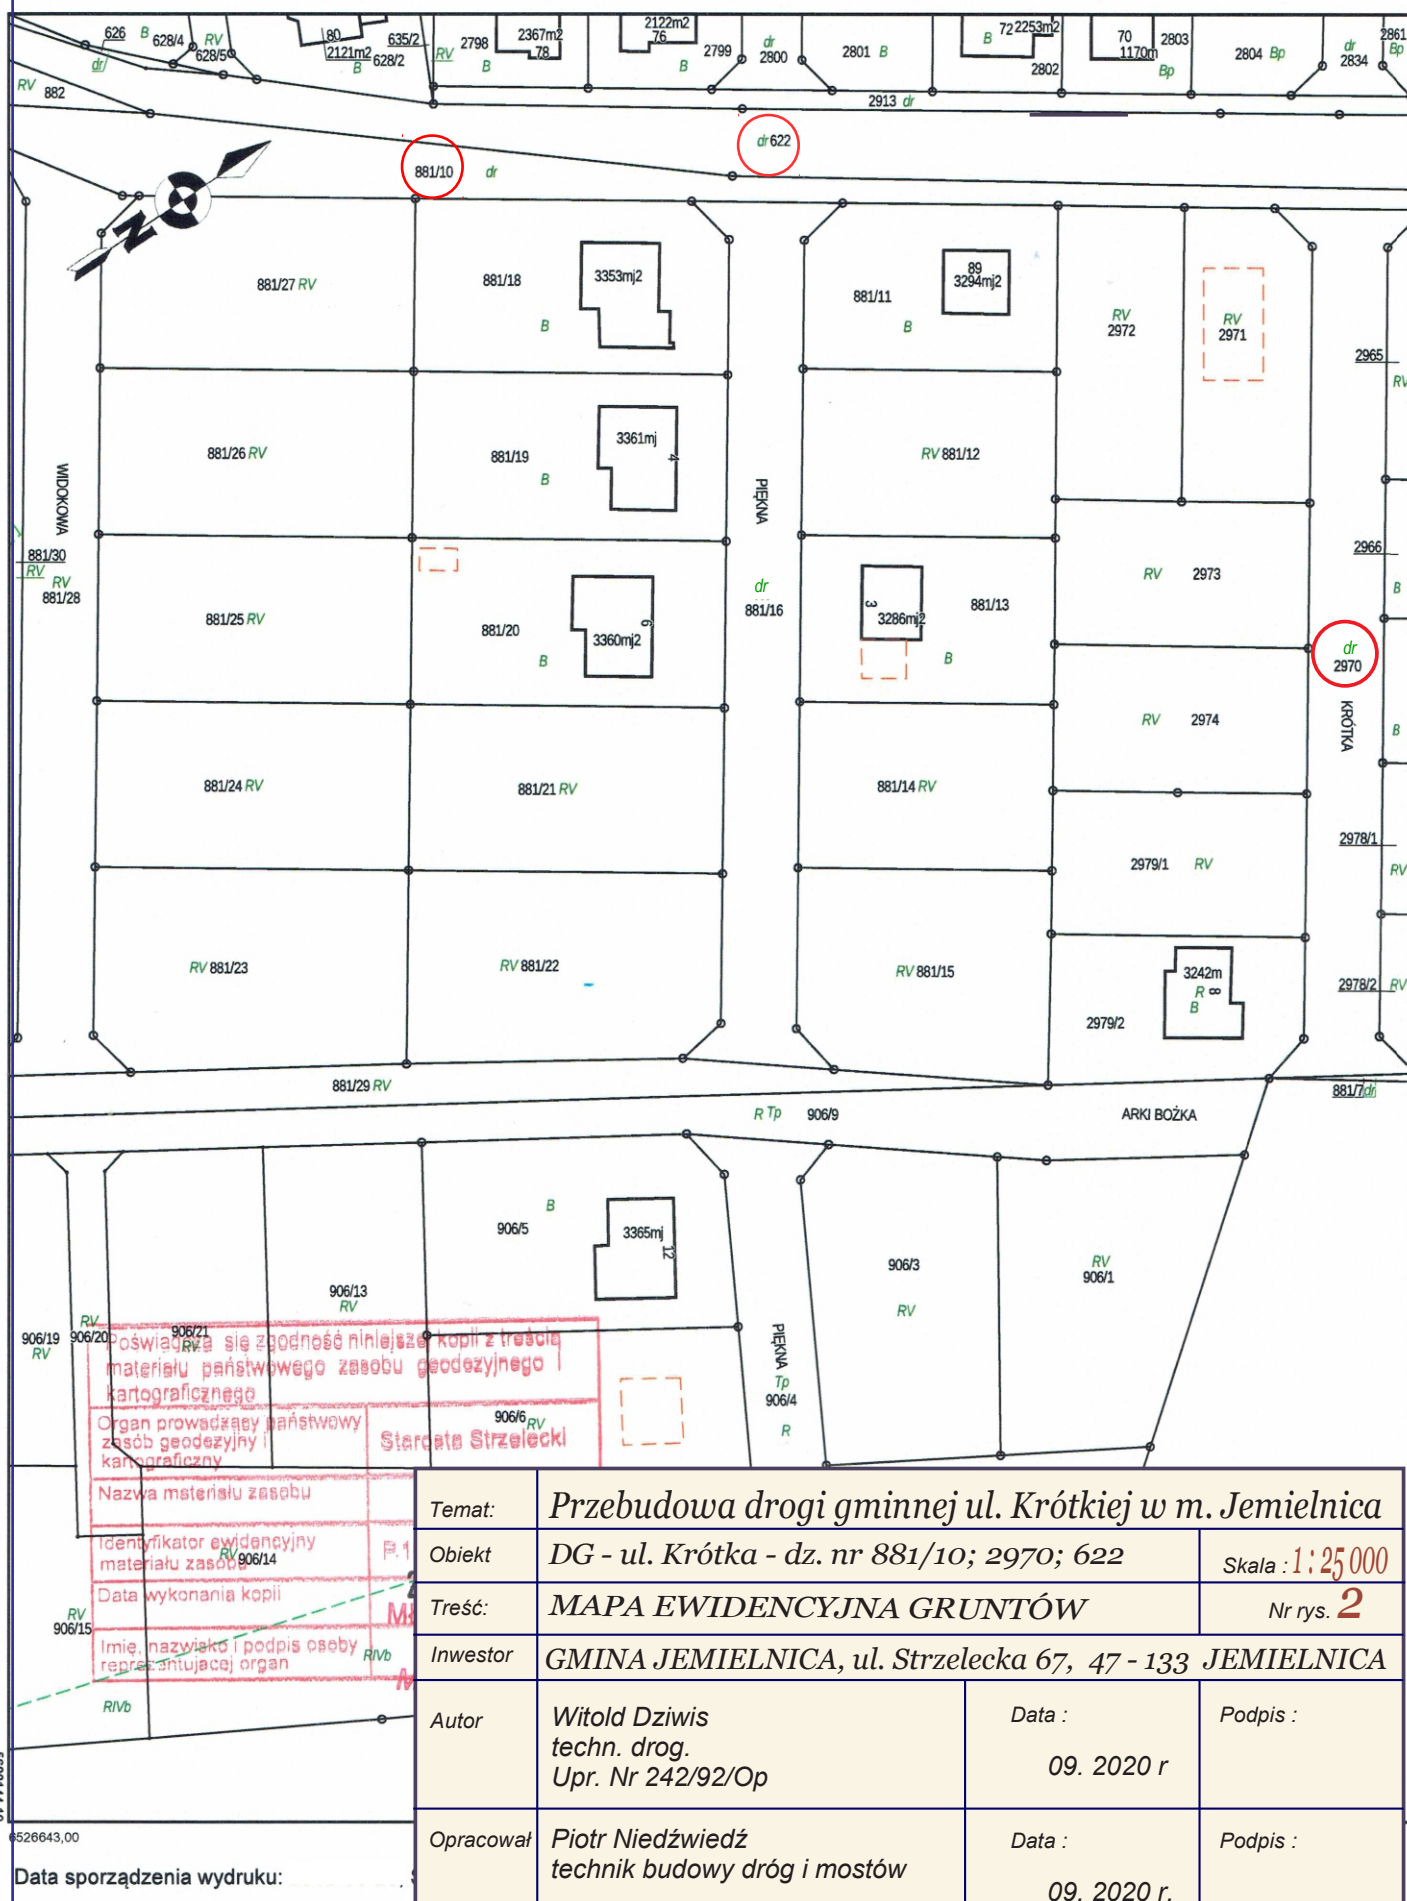 626
B
628/4
RV
628/5
dr
80
2121m2
B
628/2
635/2
RV
2798
B
2367m2
78
2122m2
76
B
2799
dr
2800
2801 B
B
72 2253m2
2802
70
1170m
2803
Bp
2804 Bp
dr
2834
2861
Bp
RV 882
2913 dr
dr 622
881/10
dr
N
881/27 RV
881/18
B
3353mj2
881/11
B
89
3294mj2
RV
2972
RV
2971
2965
RV
WIDOKOWA
881/26 RV
881/19
B
3361mj
4
PIĘKNA
RV 881/12
881/30
RV
RV
881/28
881/25 RV
881/20
B
3360mj2
6
dr
881/16
3
3286mj2
881/13
B
RV 2973
2966
B
dr
2970
KRÓTKA
RV 2974
B
881/24 RV
881/21 RV
881/14 RV
2979/1 RV
2978/1
RV
RV 881/23
RV 881/22
RV 881/15
3242m
R 8
B
2979/2
2978/2 RV
881/29 RV
R Tp 906/9
ARKI BOŻKA
881/7 dr
906/5
B
3365mj
12
906/13
RV
906/3
RV
RV
906/1
906/19
RV
RV
906/20
906/21
RV
PIĘKNA
Tp
906/4
R
906/6 RV
Poświadcza się zgodność niniejszej kopii z treścią
materiału państwowego zasobu geodezyjnego i
kartograficznego
Organ prowadzący państwowy
zasób geodezyjny i
kartograficzny
Starosta Strzelecki
Nazwa materiału zasobu
Identyfikator ewidencyjny
materiału zasobu
P.1
RV 906/14
Data wykonania kopii
RV
906/15
Imię, nazwisko i podpis osoby
reprezentującej organ
RIVb
RIVb
Temat: Przebudowa drogi gminnej ul. Krótkiej w m. Jemielnica
Obiekt DG - ul. Krótka - dz. nr 881/10; 2970; 622 Skala : 1:25 000
Treść: MAPA EWIDENCYJNA GRUNTÓW Nr rys. 2
Inwestor GMINA JEMIELNICA, ul. Strzelecka 67, 47 - 133 JEMIELNICA
Autor Witold Dziwis Data : Podpis :
techn. drog.
Upr. Nr 242/92/Op 09. 2020 r
Opracował Piotr Niedźwiedź Data : Podpis :
technik budowy dróg i mostów
09. 2020 r.
6526643,00
Data sporządzenia wydruku: